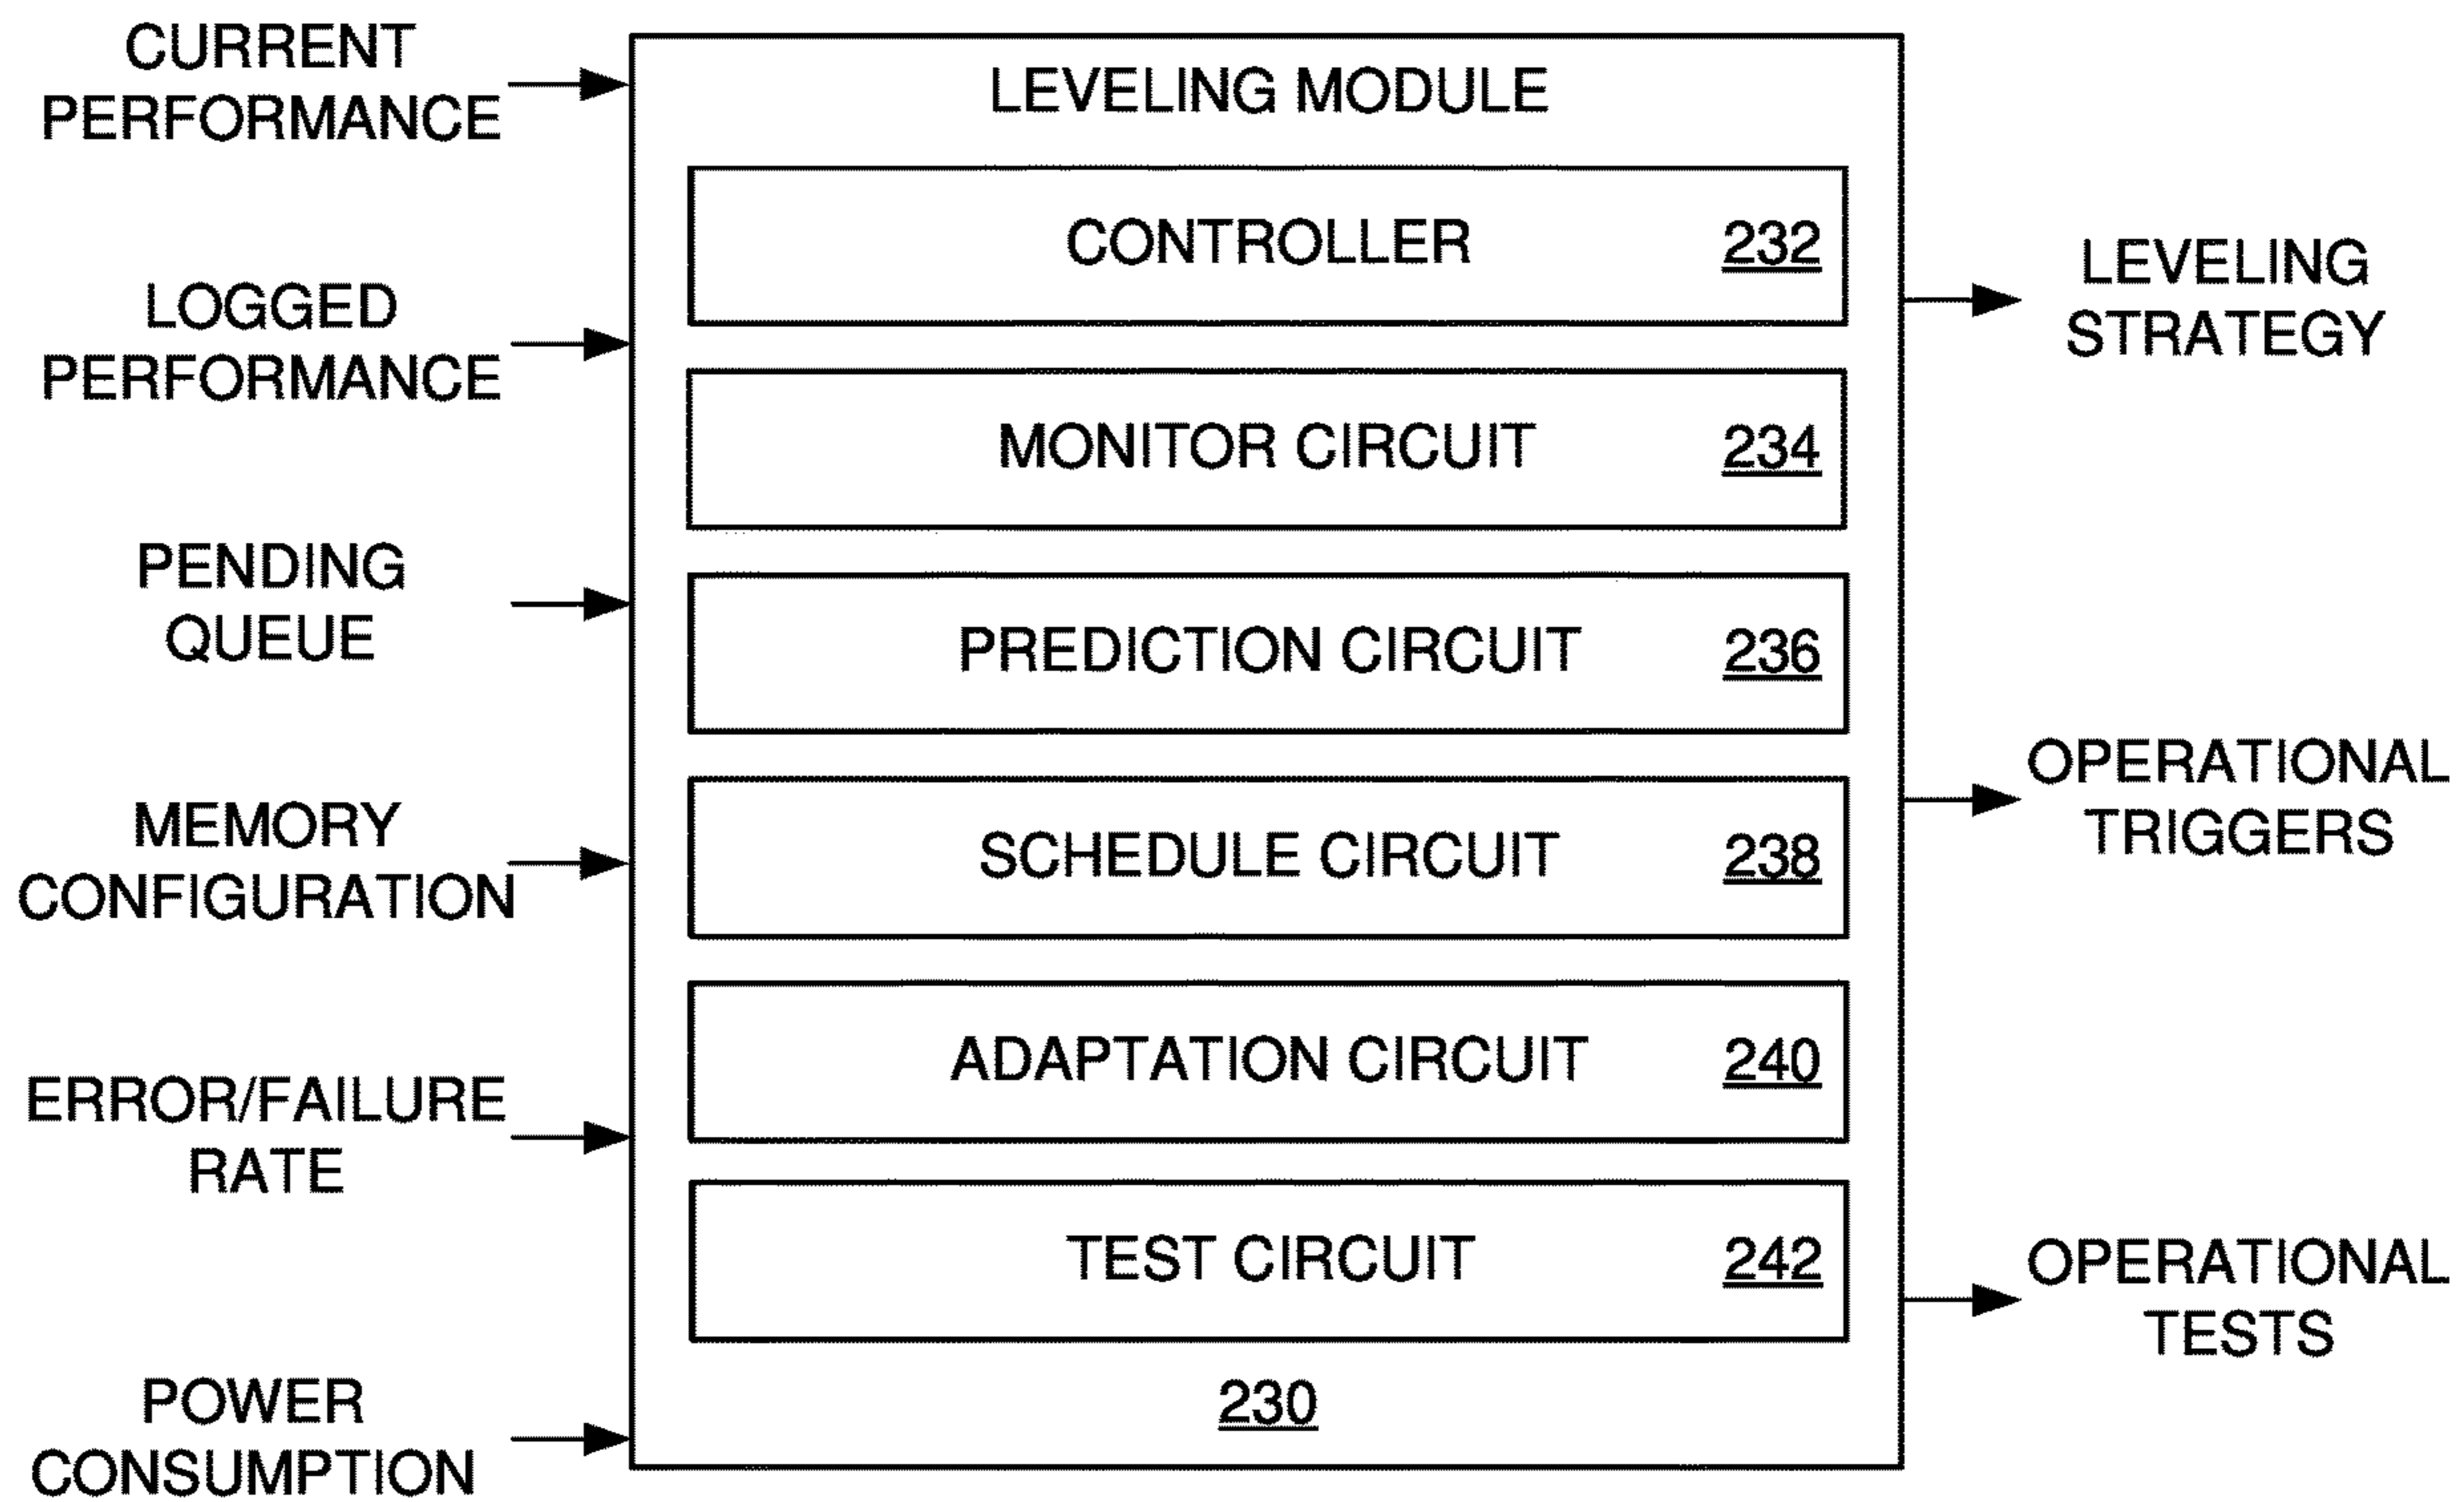 CURRENT
PERFORMANCE
LOGGED
PERFORMANCE
PENDING
QUEUE
MEMORY
CONFIGURATION
ERROR/FAILURE
RATE
POWER
CONSUMPTION
LEVELING MODULE
CONTROLLER 232
MONITOR CIRCUIT 234
PREDICTION CIRCUIT 236
SCHEDULE CIRCUIT 238
ADAPTATION CIRCUIT 240
TEST CIRCUIT 242
230
LEVELING
STRATEGY
OPERATIONAL
TRIGGERS
OPERATIONAL
TESTS